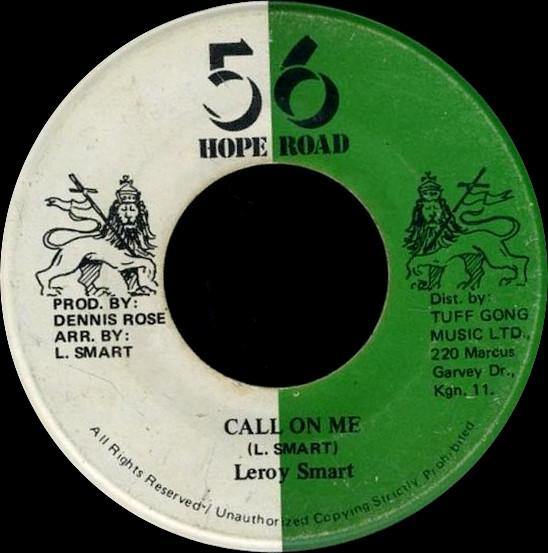 56
HOPE ROAD
PROD. BY:
DENNIS ROSE
ARR. BY:
L. SMART
Dist. by:
TUFF GONG
MUSIC LTD.,
220 Marcus
Garvey Dr.,
Kgn. 11.
CALL ON ME
(L. SMART)
Leroy Smart
All Rights Reserved-/ Unauthorized Copying Strictly Prohibited